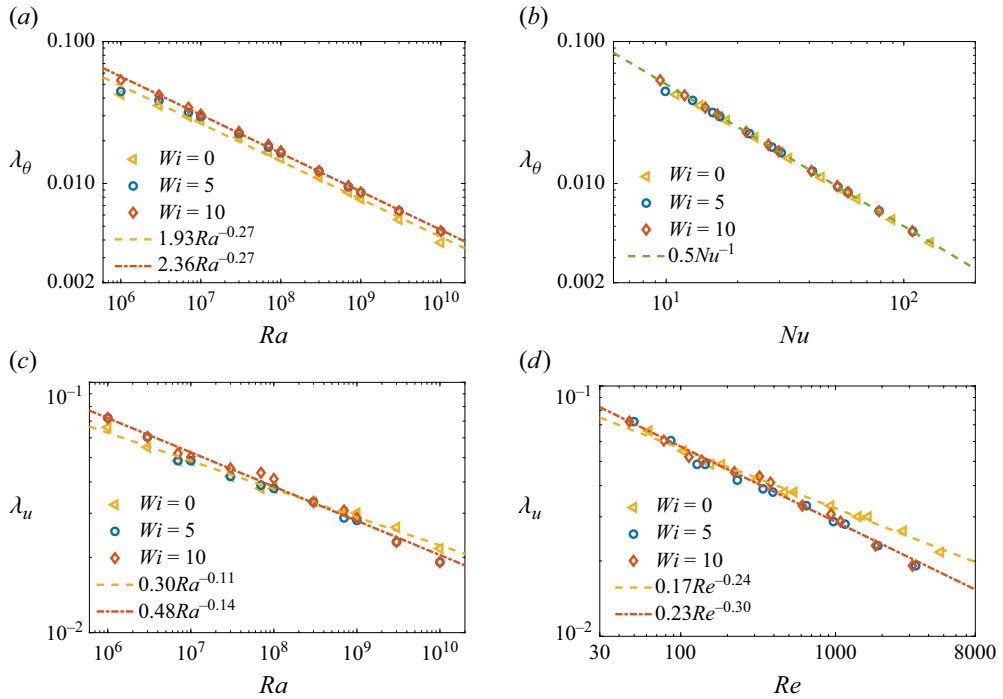 (a)
0.100
λθ
0.010
0.002
Wi = 0
Wi = 5
Wi = 10
1.93Ra^−0.27
2.36Ra^−0.27
10^6 10^7 10^8 10^9 10^10
Ra
(b)
0.100
λθ
0.010
0.002
Wi = 0
Wi = 5
Wi = 10
0.5Nu^−1
10^1 10^2
Nu
(c)
10^−1
λu
10^−2
Wi = 0
Wi = 5
Wi = 10
0.30Ra^−0.11
0.48Ra^−0.14
10^6 10^7 10^8 10^9 10^10
Ra
(d)
10^−1
λu
10^−2
Wi = 0
Wi = 5
Wi = 10
0.17Re^−0.24
0.23Re^−0.30
30 100 1000 8000
Re